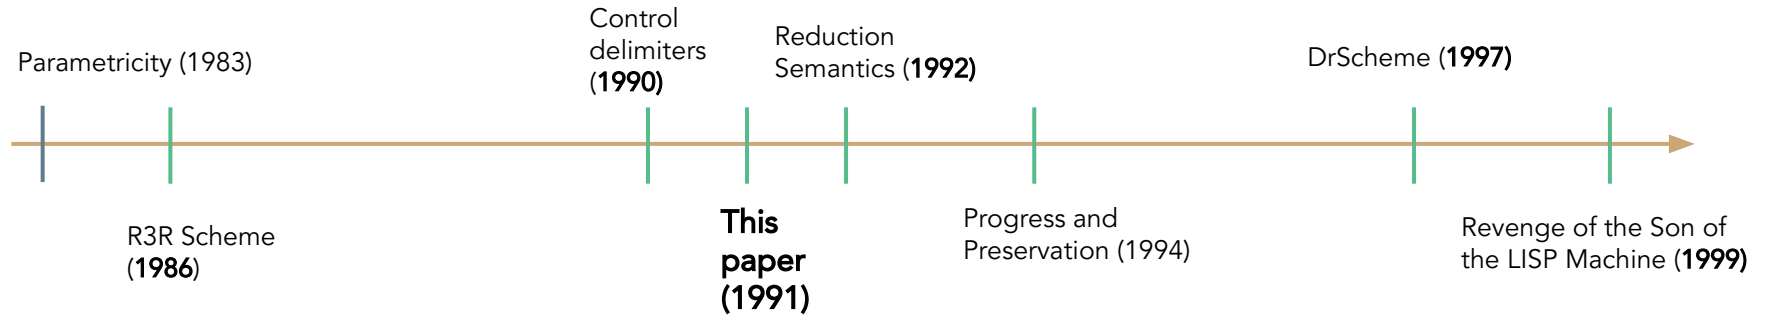 Parametricity (1983)
R3R Scheme
(1986)
Control
delimiters
(1990)
This
paper
(1991)
Reduction
Semantics (1992)
Progress and
Preservation (1994)
DrScheme (1997)
Revenge of the Son of
the LISP Machine (1999)